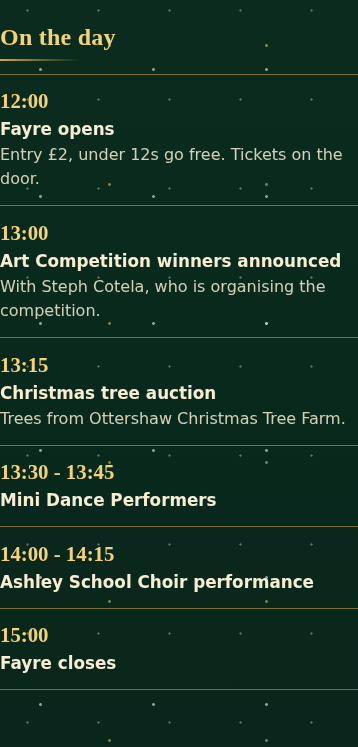 On the day
12:00
Fayre opens
Entry £2, under 12s go free. Tickets on the
door.
13:00
Art Competition winners announced
With Steph Cotela, who is organising the
competition.
13:15
Christmas tree auction
Trees from Ottershaw Christmas Tree Farm.
13:30 - 13:45
Mini Dance Performers
14:00 - 14:15
Ashley School Choir performance
15:00
Fayre closes